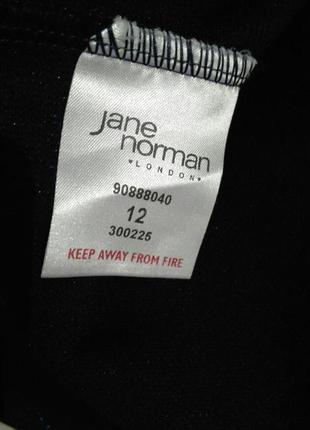 jane
norman
♥LONDON♥
90888040
12
300225
KEEP AWAY FROM FIRE